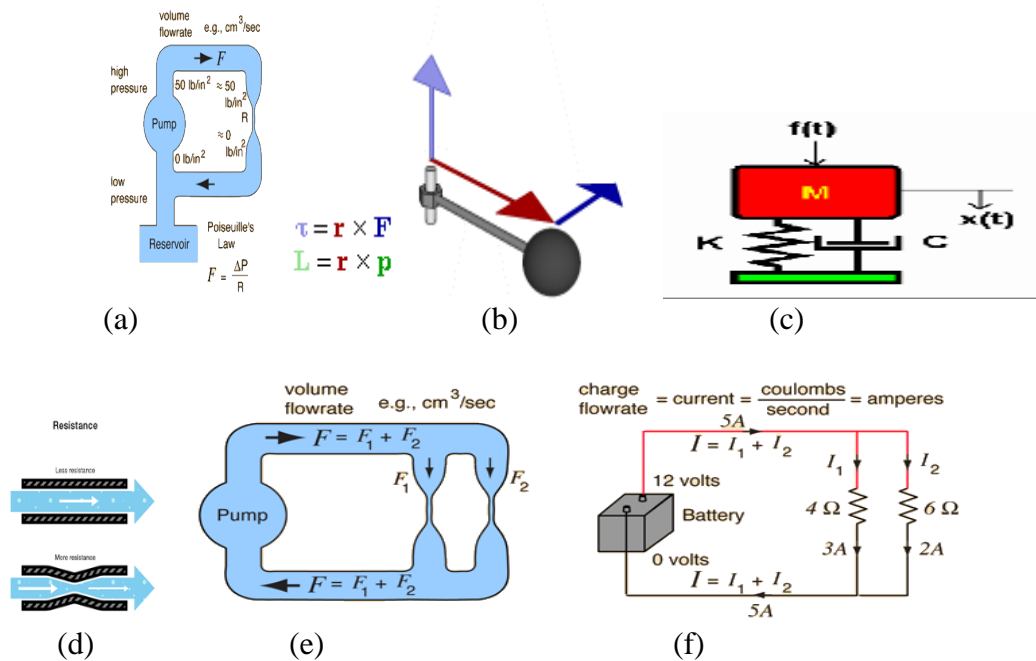 volume
flowrate e.g., cm³/sec
F
high
pressure
50 lb/in² ≈ 50
lb/in²
R
Pump
≈ 0
lb/in²
0 lb/in²
low
pressure
Reservoir
Poiseuille's
Law
F = ΔP/R
τ = r × F
L = r × p
f(t)
M
x(t)
K
C
(a)
(b)
(c)
Resistance
Less resistance
More resistance
(d)
volume
flowrate e.g., cm³/sec
F = F₁ + F₂
F₁
F₂
Pump
F = F₁ + F₂
(e)
charge
flowrate = current = coulombs/second = amperes
5A
I = I₁ + I₂
I₁
I₂
12 volts
Battery
4 Ω
6 Ω
0 volts
3A
2A
I = I₁ + I₂
5A
(f)